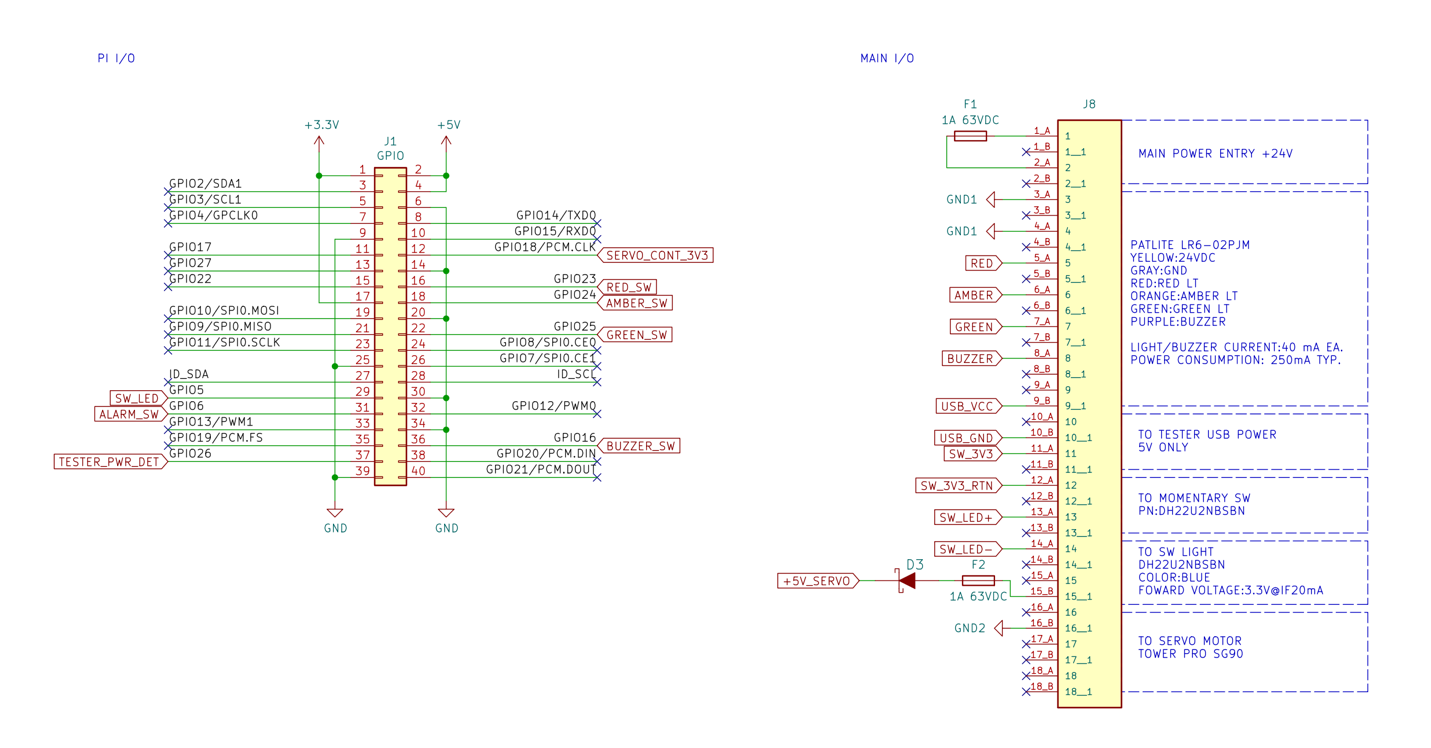 PI I/O
MAIN I/O
+3.3V
+5V
J1
GPIO
1
2
3
4
5
6
7
8
9
10
11
12
13
14
15
16
17
18
19
20
21
22
23
24
25
26
27
28
29
30
31
32
33
34
35
36
37
38
39
40
GPIO2/SDA1
GPIO3/SCL1
GPIO4/GPCLK0
GPIO17
GPIO27
GPIO22
GPIO10/SPI0.MOSI
GPIO9/SPI0.MISO
GPIO11/SPI0.SCLK
ID_SDA
GPIO5
SW_LED
GPIO6
ALARM_SW
GPIO13/PWM1
GPIO19/PCM.FS
GPIO26
TESTER_PWR_DET
GPIO14/TXD0
GPIO15/RXD0
GPIO18/PCM.CLK
SERVO_CONT_3V3
GPIO23
RED_SW
GPIO24
AMBER_SW
GPIO25
GREEN_SW
GPIO8/SPI0.CE0
GPIO7/SPI0.CE1
ID_SCL
GPIO12/PWM0
GPIO16
BUZZER_SW
GPIO20/PCM.DIN
GPIO21/PCM.DOUT
GND
GND
F1
1A 63VDC
J8
1_A
1
1_B
1__1
2_A
2
2_B
2__1
GND1
3_A
3
3_B
3__1
GND1
4_A
4
4_B
4__1
RED
5_A
5
5_B
5__1
AMBER
6_A
6
6_B
6__1
GREEN
7_A
7
7_B
7__1
BUZZER
8_A
8
8_B
8__1
9_A
9
USB_VCC
9_B
9__1
10_A
10
USB_GND
10_B
10__1
SW_3V3
11_A
11
11_B
11__1
SW_3V3_RTN
12_A
12
12_B
12__1
SW_LED+
13_A
13
13_B
13__1
SW_LED-
14_A
14
14_B
14__1
D3
F2
+5V_SERVO
1A 63VDC
15_A
15
15_B
15__1
16_A
16
GND2
16_B
16__1
17_A
17
17_B
17__1
18_A
18
18_B
18__1
MAIN POWER ENTRY +24V
PATLITE LR6-02PJM
YELLOW:24VDC
GRAY:GND
RED:RED LT
ORANGE:AMBER LT
GREEN:GREEN LT
PURPLE:BUZZER
LIGHT/BUZZER CURRENT:40 mA EA.
POWER CONSUMPTION: 250mA TYP.
TO TESTER USB POWER
5V ONLY
TO MOMENTARY SW
PN:DH22U2NBSBN
TO SW LIGHT
DH22U2NBSBN
COLOR:BLUE
FOWARD VOLTAGE:3.3V@IF20mA
TO SERVO MOTOR
TOWER PRO SG90